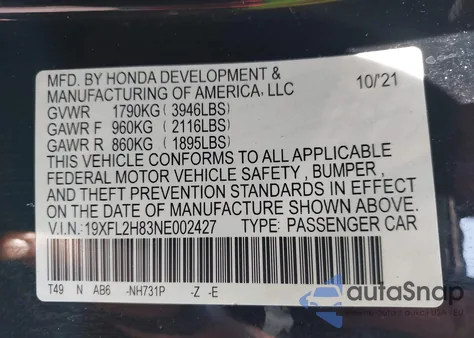 MFD. BY HONDA DEVELOPMENT &
MANUFACTURING OF AMERICA, LLC 10/21
GVWR 1790KG (3946LBS)
GAWR F 960KG (2116LBS)
GAWR R 860KG (1895LBS)
THIS VEHICLE CONFORMS TO ALL APPLICABLE
FEDERAL MOTOR VEHICLE SAFETY , BUMPER ,
AND THEFT PREVENTION STANDARDS IN EFFECT
ON THE DATE OF MANUFACTURE SHOWN ABOVE.
V.I.N.:19XFL2H83NE002427 TYPE: PASSENGER CAR
T49 N AB6 -NH731P -Z -E
autoSnap